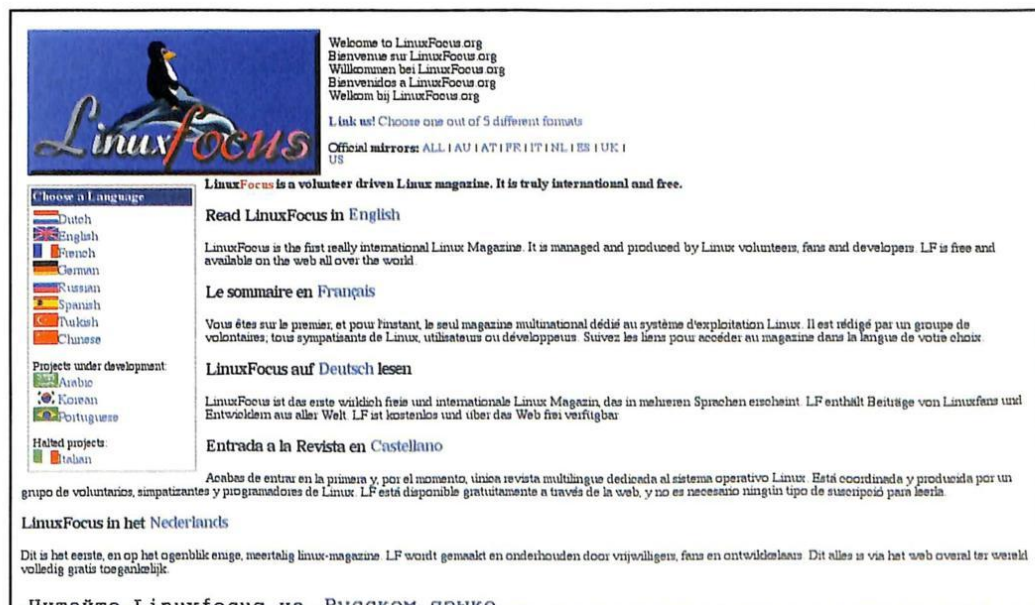 Linuxfocus
Welcome to LinuxFocus.org
Bienvenue sur LinuxFocus.org
Willkommen bei LinuxFocus.org
Bienvenidos a LinuxFocus.org
Welkom bij LinuxFocus.org
Link us! Choose one out of 5 different formats
Official mirrors: ALL | AU | AT | FR | IT | NL | ES | UK |
US
LinuxFocus is a volunteer driven Linux magazine. It is truly international and free.
Choose a Language
Dutch
English
French
German
Russian
Spanish
Turkish
Chinese
Projects under development:
Arabic
Korean
Portuguese
Halted projects:
Italian
Read LinuxFocus in English
LinuxFocus is the first really international Linux Magazine. It is managed and produced by Linux volunteers, fans and developers. LF is free and
available on the web all over the world.
Le sommaire en Français
Vous êtes sur le premier, et pour l'instant, le seul magazine multinational dédié au système d'exploitation Linux. Il est rédigé par un groupe de
volontaires; tous sympatisants de Linux, utilisateurs ou développeurs. Suivez les liens pour accéder au magazine dans la langue de votre choix.
LinuxFocus auf Deutsch lesen
LinuxFocus ist das erste wirklich freie und internationale Linux Magazin, das in mehreren Sprachen erscheint. LF enthält Beiträge von Linuxfans und
Entwicklern aus aller Welt. LF ist kostenlos und über das Web frei verfügbar
Entrada a la Revista en Castellano
Acabas de entrar en la primera y, por el momento, única revista multilingue dedicada al sistema operativo Linux. Está coordinada y producida por un
grupo de voluntarios, simpatizantes y programadores de Linux. LF está disponible gratuitamente a través de la web, y no es necesario ningún tipo de suscripció para leerla.
LinuxFocus in het Nederlands
Dit is het eerste, en op het ogenblik enige, meertalig linux-magazine. LF wordt gemaakt en onderhouden door vrijwilligers, fans en ontwikkelaars. Dit alles is via het web overal ter wereld
volledig gratis toegankelijk.
Читайте Linuxfocus на Русском языке